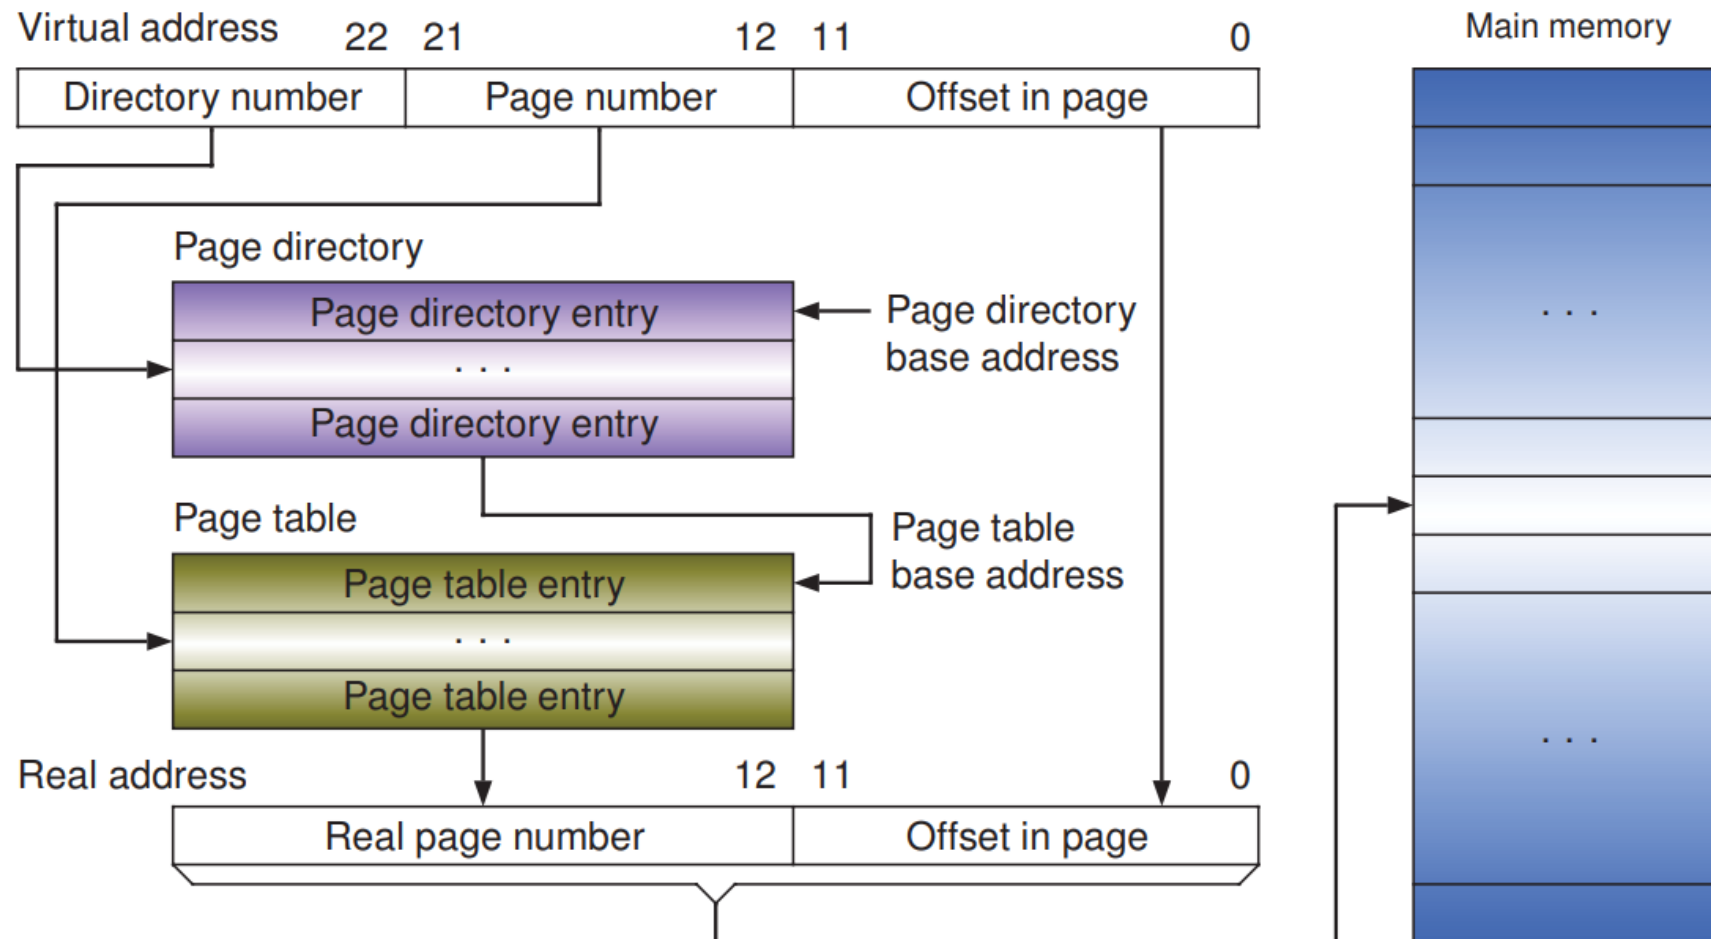 Virtual address 22 21 12 11 0
Main memory
Directory number Page number Offset in page
Page directory
Page directory entry
Page directory
base address
. . .
Page directory entry
. . .
Page table
Page table
base address
Page table entry
. . .
Page table entry
. . .
Real address 12 11 0
Real page number Offset in page